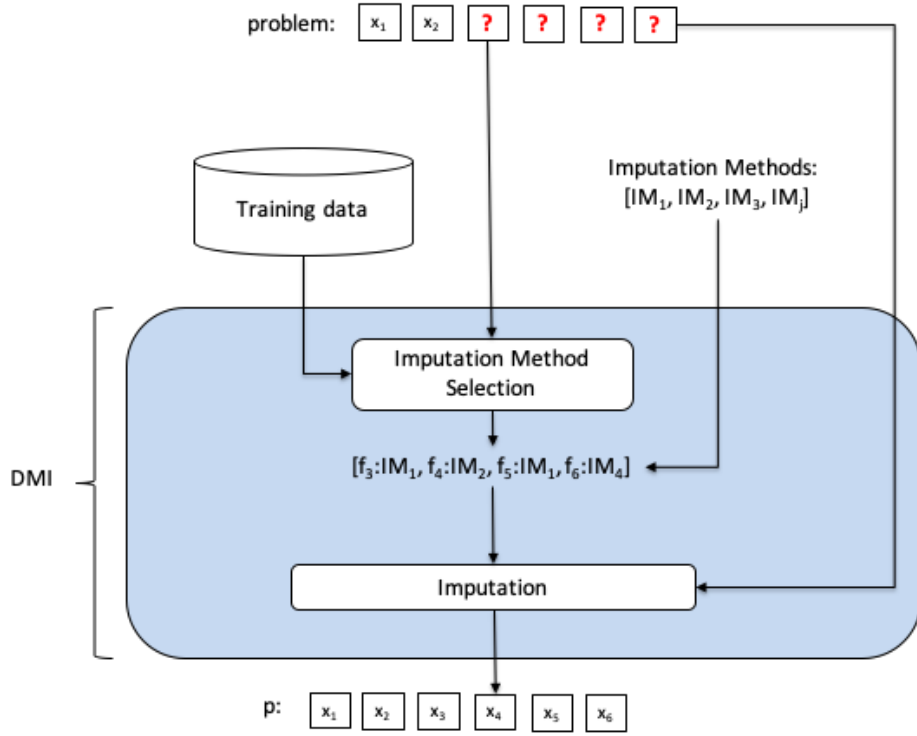 problem: x₁ x₂ ? ? ? ?
Training data
Imputation Methods:
[IM₁, IM₂, IM₃, IMⱼ]
Imputation Method
Selection
[f₃:IM₁, f₄:IM₂, f₅:IM₁, f₆:IM₄]
DMI
Imputation
p: x₁ x₂ x₃ x₄ x₅ x₆